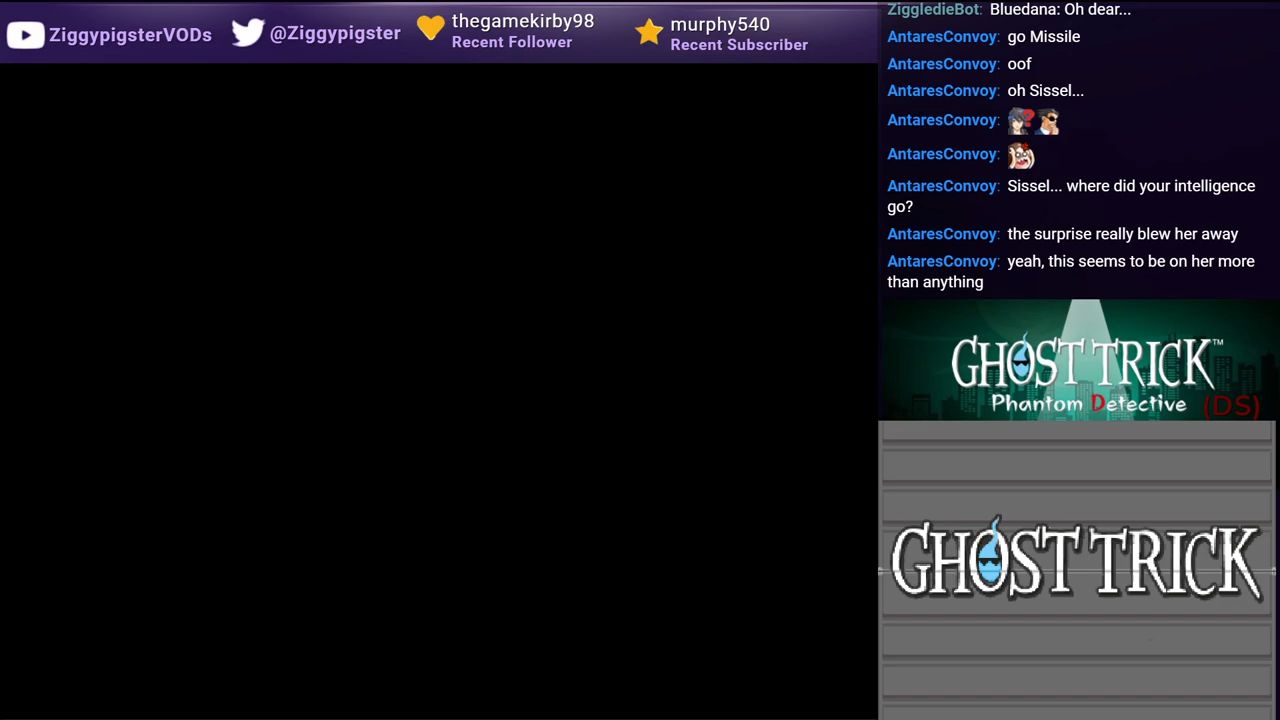 ZiggypigsterVODs
@Ziggypigster
thegamekirby98
Recent Follower
murphy540
Recent Subscriber
ZiggledieBot: Bluedana: Oh dear...
AntaresConvoy: go Missile
AntaresConvoy: oof
AntaresConvoy: oh Sissel...
AntaresConvoy:
AntaresConvoy:
AntaresConvoy: Sissel... where did your intelligence
go?
AntaresConvoy: the surprise really blew her away
AntaresConvoy: yeah, this seems to be on her more
than anything
GHOST TRICK™
Phantom Detective (DS)
GHOST TRICK